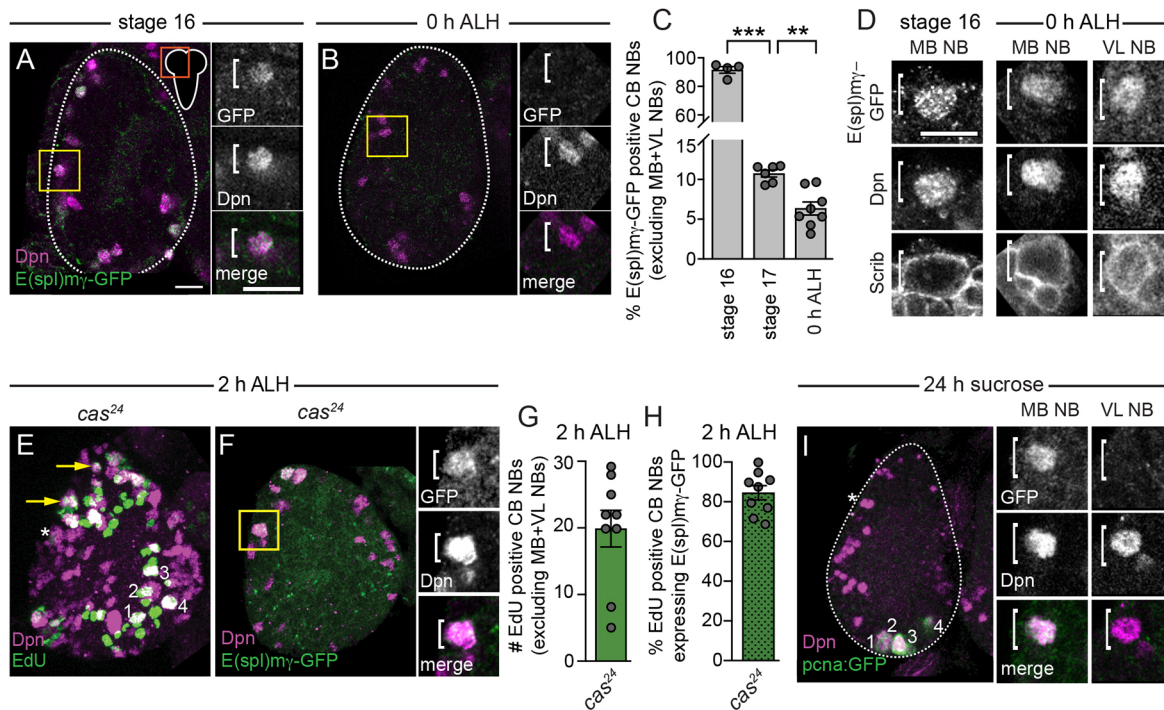 stage 16
0 h ALH
A
GFP
Dpn
merge
Dpn
E(spl)mγ-GFP
B
GFP
Dpn
merge
C
% E(spl)mγ-GFP positive CB NBs
(excluding MB+VL NBs)
***
**
100
80
60
15
10
5
0
stage 16
stage 17
0 h ALH
D
stage 16
0 h ALH
MB NB
MB NB
VL NB
E(spl)mγ-
GFP
Dpn
Scrib
2 h ALH
cas24
cas24
E
*
1
2
3
4
Dpn
EdU
F
Dpn
E(spl)mγ-GFP
GFP
Dpn
merge
G
2 h ALH
# EdU positive CB NBs
(excluding MB+VL NBs)
30
20
10
0
cas24
H
2 h ALH
% EdU positive CB NBs
expressing E(spl)mγ-GFP
100
80
60
40
20
0
cas24
24 h sucrose
I
*
1
2
3
4
Dpn
pcna:GFP
MB NB
VL NB
GFP
Dpn
merge